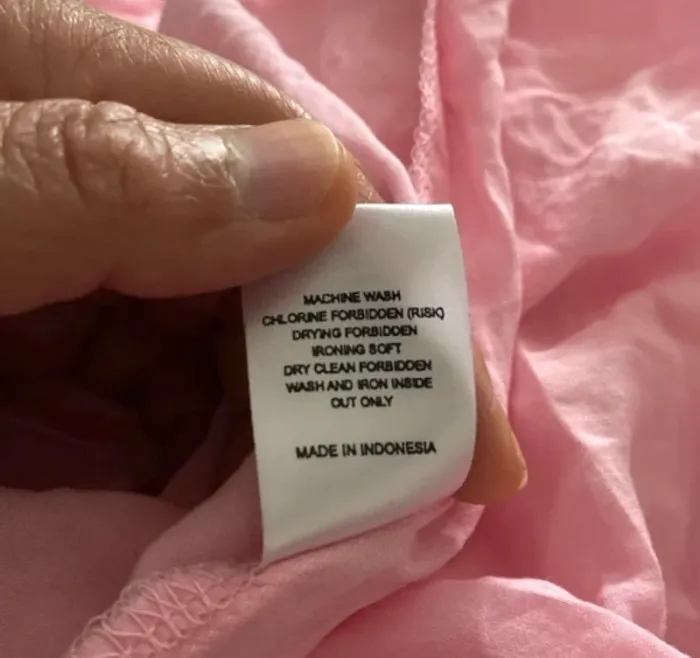 MACHINE WASH
CHLORINE FORBIDDEN (RISK)
DRYING FORBIDDEN
IRONING SOFT
DRY CLEAN FORBIDDEN
WASH AND IRON INSIDE
OUT ONLY
MADE IN INDONESIA